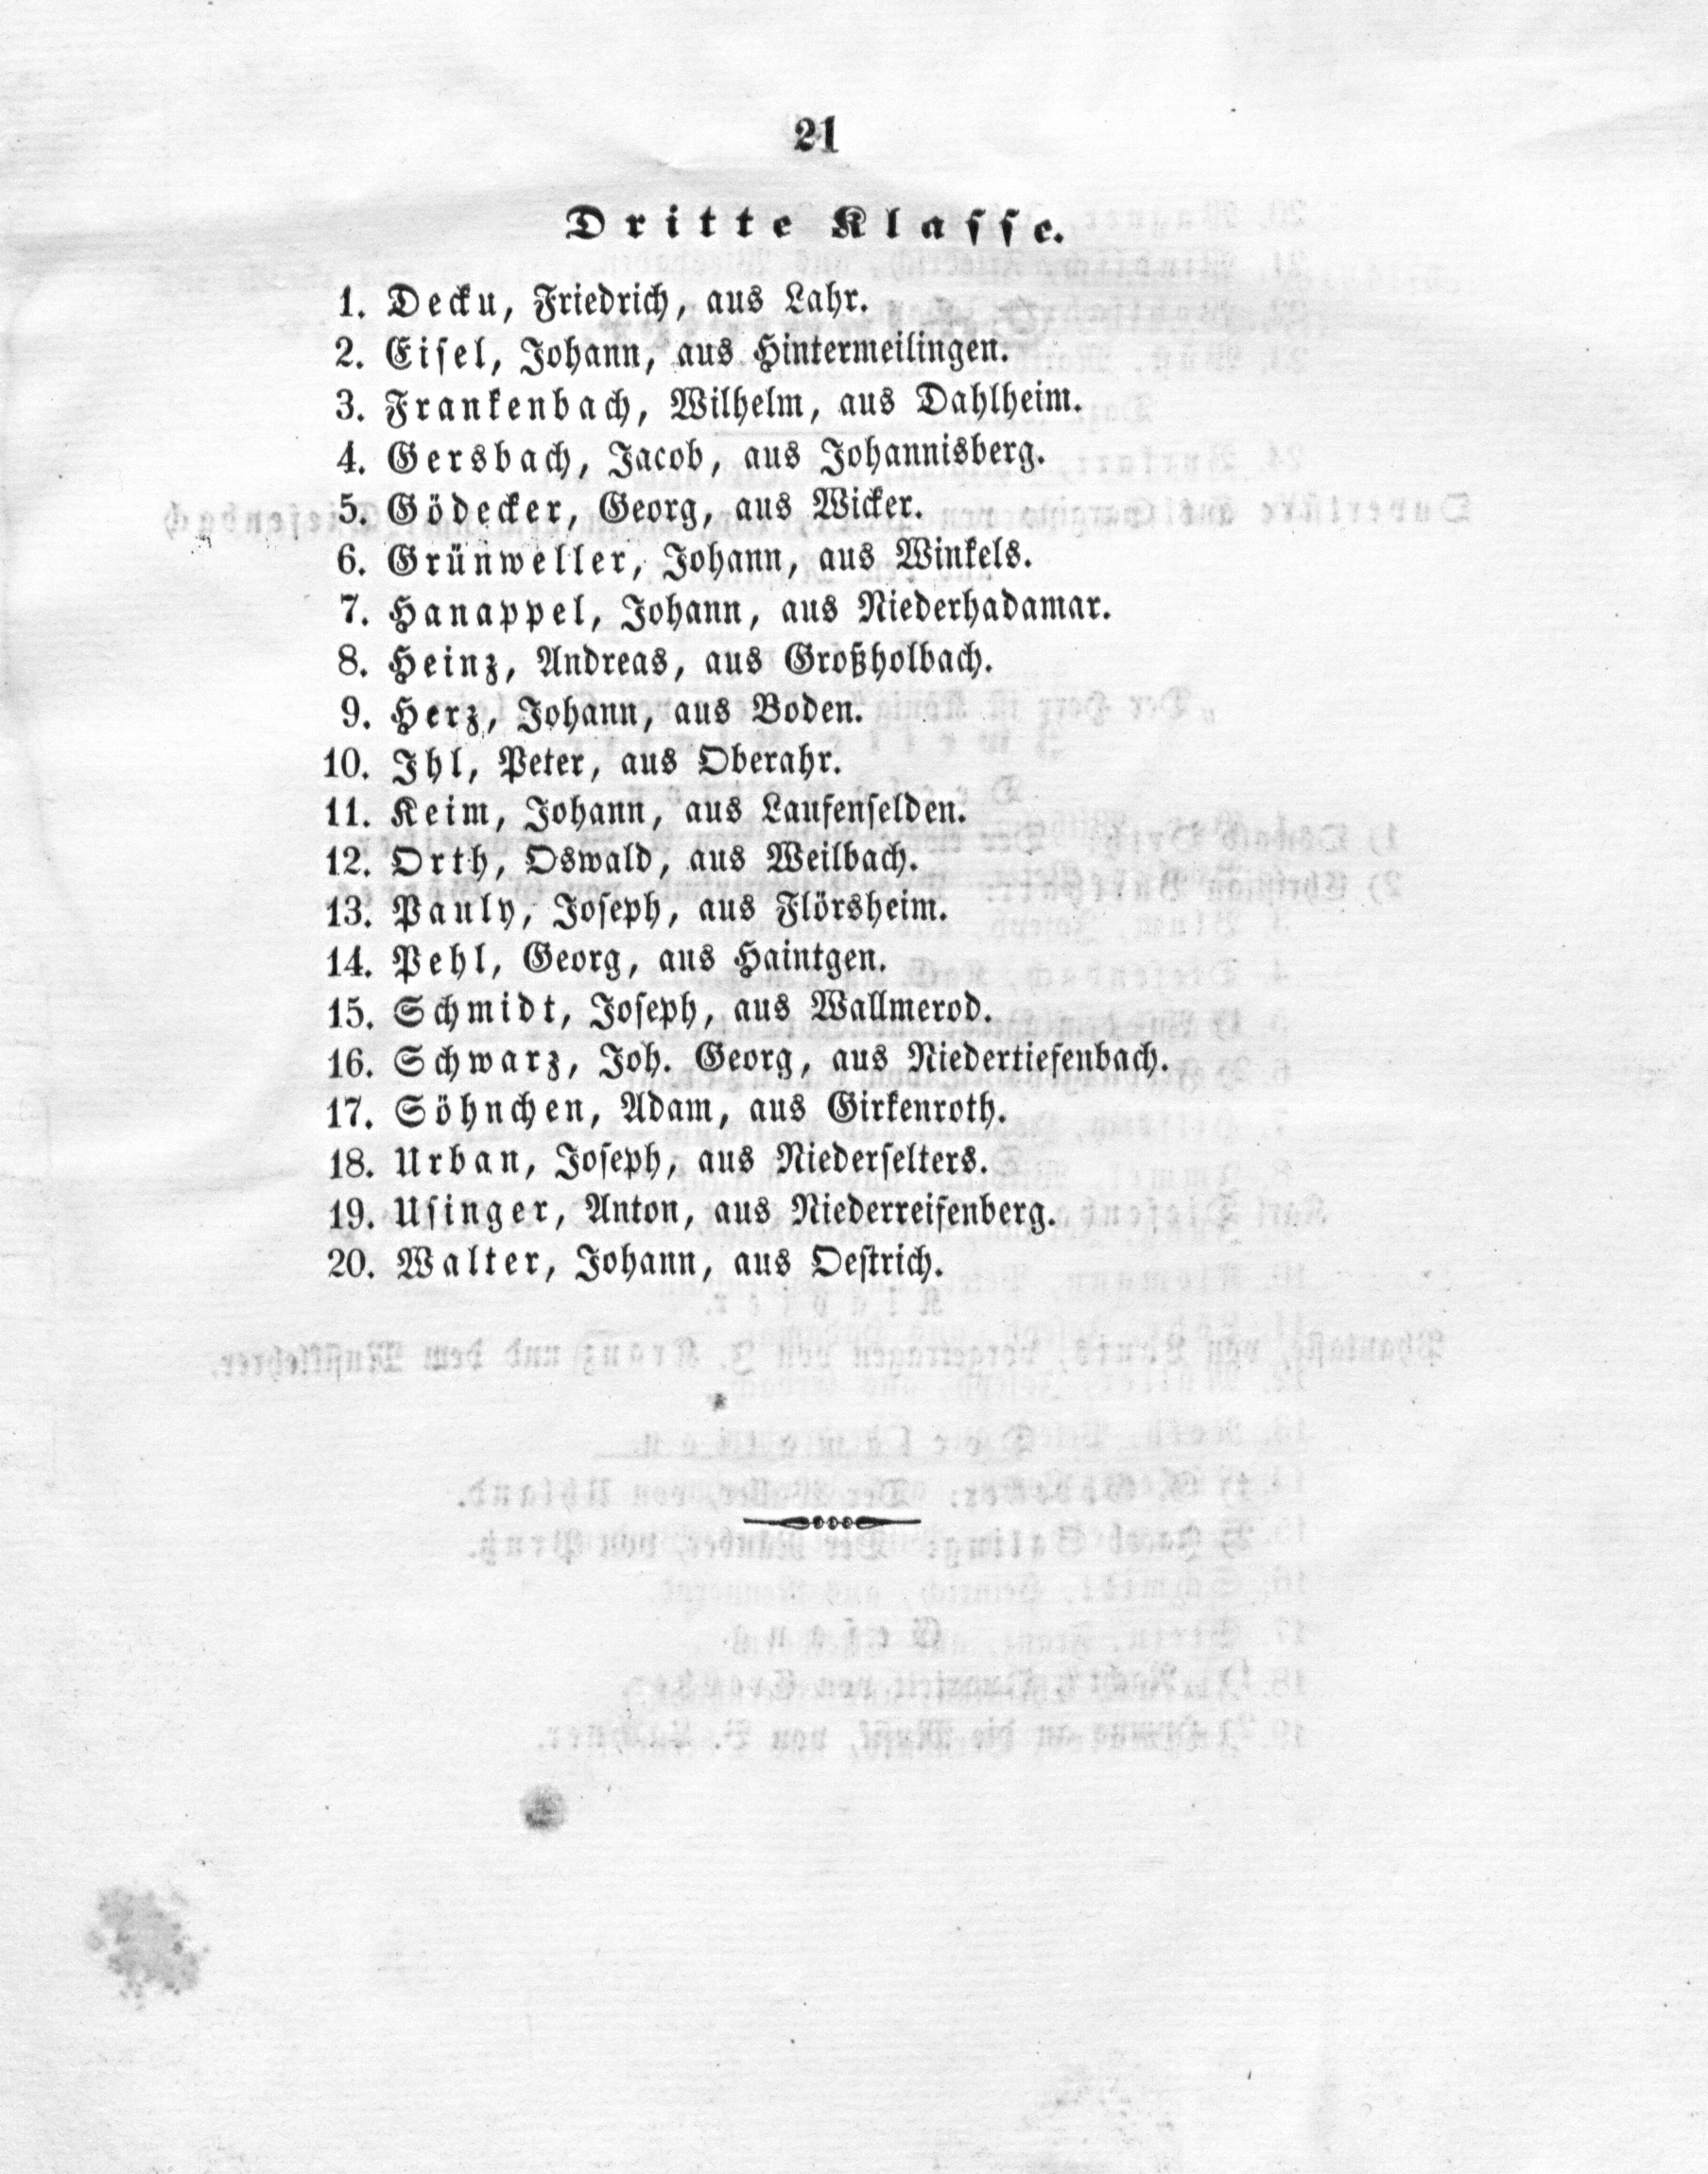 21
Dritte Klasse.
1. Decku, Friedrich, aus Lahr.
2. Eisel, Johann, aus Hintermeilingen.
3. Frankenbach, Wilhelm, aus Dahlheim.
4. Gersbach, Jacob, aus Johannisberg.
5. Gödecker, Georg, aus Wicker.
6. Grünweller, Johann, aus Winkels.
7. Hanappel, Johann, aus Niederhadamar.
8. Heinz, Andreas, aus Großholbach.
9. Herz, Johann, aus Boden.
10. Ihl, Peter, aus Oberahr.
11. Keim, Johann, aus Laufenselden.
12. Orth, Oswald, aus Weilbach.
13. Pauly, Joseph, aus Flörsheim.
14. Pehl, Georg, aus Haintgen.
15. Schmidt, Joseph, aus Wallmerod.
16. Schwarz, Joh. Georg, aus Niedertiefenbach.
17. Söhnchen, Adam, aus Girkenroth.
18. Urban, Joseph, aus Niederselters.
19. Usinger, Anton, aus Niederreifenberg.
20. Walter, Johann, aus Oestrich.